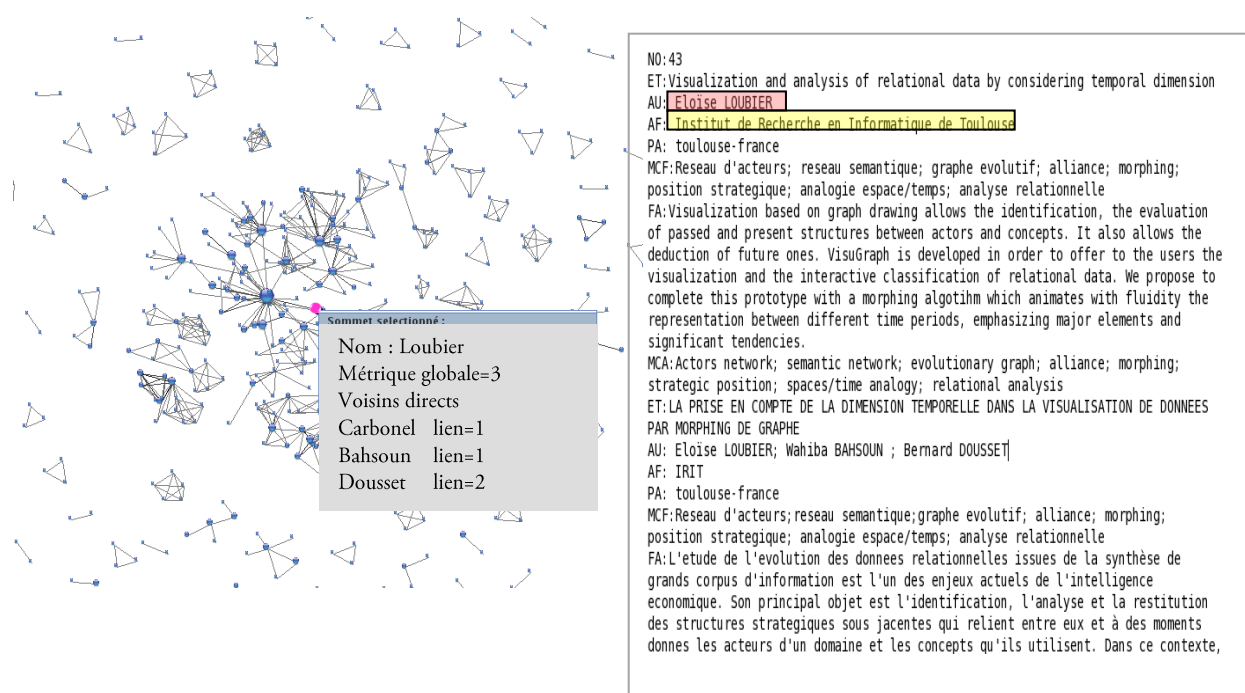 Sommet selectionné :
Nom : Loubier
Métrique globale=3
Voisins directs
Carbonel lien=1
Bahsoun lien=1
Dousset lien=2
NO:43
ET:Visualization and analysis of relational data by considering temporal dimension
AU: Eloïse LOUBIER
AF: Institut de Recherche en Informatique de Toulouse
PA: toulouse-france
MCF:Reseau d'acteurs; reseau semantique; graphe evolutif; alliance; morphing;
position strategique; analogie espace/temps; analyse relationnelle
FA:Visualization based on graph drawing allows the identification, the evaluation
of passed and present structures between actors and concepts. It also allows the
deduction of future ones. VisuGraph is developed in order to offer to the users the
visualization and the interactive classification of relational data. We propose to
complete this prototype with a morphing algotihm which animates with fluidity the
representation between different time periods, emphasizing major elements and
significant tendencies.
MCA:Actors network; semantic network; evolutionary graph; alliance; morphing;
strategic position; spaces/time analogy; relational analysis
ET:LA PRISE EN COMPTE DE LA DIMENSION TEMPORELLE DANS LA VISUALISATION DE DONNEES
PAR MORPHING DE GRAPHE
AU: Eloïse LOUBIER; Wahiba BAHSOUN ; Bernard DOUSSET
AF: IRIT
PA: toulouse-france
MCF:Reseau d'acteurs;reseau semantique;graphe evolutif; alliance; morphing;
position strategique; analogie espace/temps; analyse relationnelle
FA:L'etude de l'evolution des donnees relationnelles issues de la synthèse de
grands corpus d'information est l'un des enjeux actuels de l'intelligence
economique. Son principal objet est l'identification, l'analyse et la restitution
des structures strategiques sous jacentes qui relient entre eux et à des moments
donnes les acteurs d'un domaine et les concepts qu'ils utilisent. Dans ce contexte,